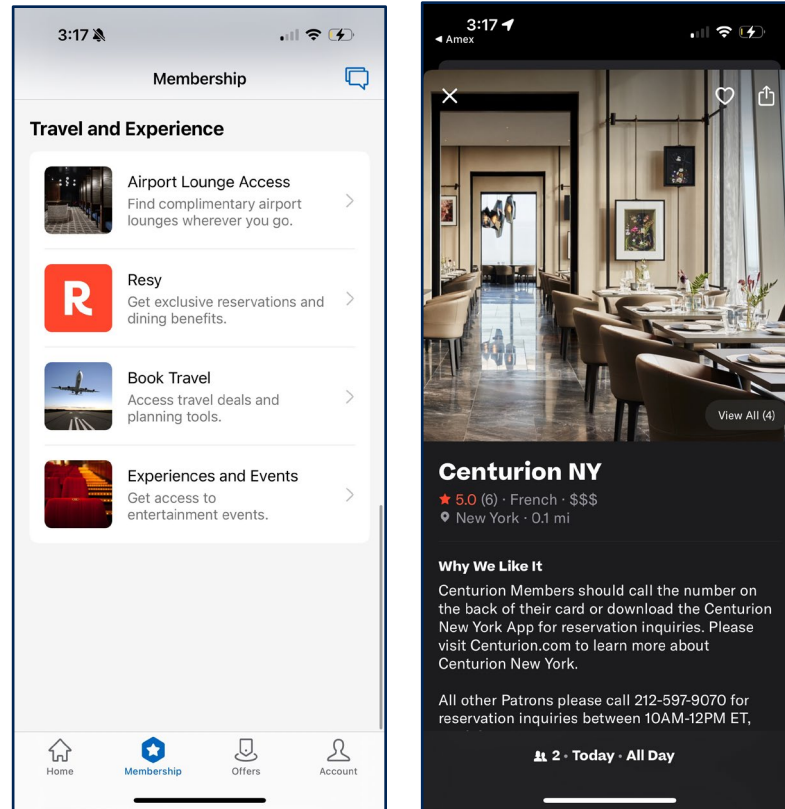 3:17
Membership
Travel and Experience
Airport Lounge Access
Find complimentary airport
lounges wherever you go.
R
Resy
Get exclusive reservations and
dining benefits.
Book Travel
Access travel deals and
planning tools.
Experiences and Events
Get access to
entertainment events.
Home
Membership
Offers
Account
3:17
◀ Amex
View All (4)
Centurion NY
★ 5.0 (6) · French · $$$
New York · 0.1 mi
Why We Like It
Centurion Members should call the number on
the back of their card or download the Centurion
New York App for reservation inquiries. Please
visit Centurion.com to learn more about
Centurion New York.
All other Patrons please call 212-597-9070 for
reservation inquiries between 10AM-12PM ET,
2 · Today · All Day